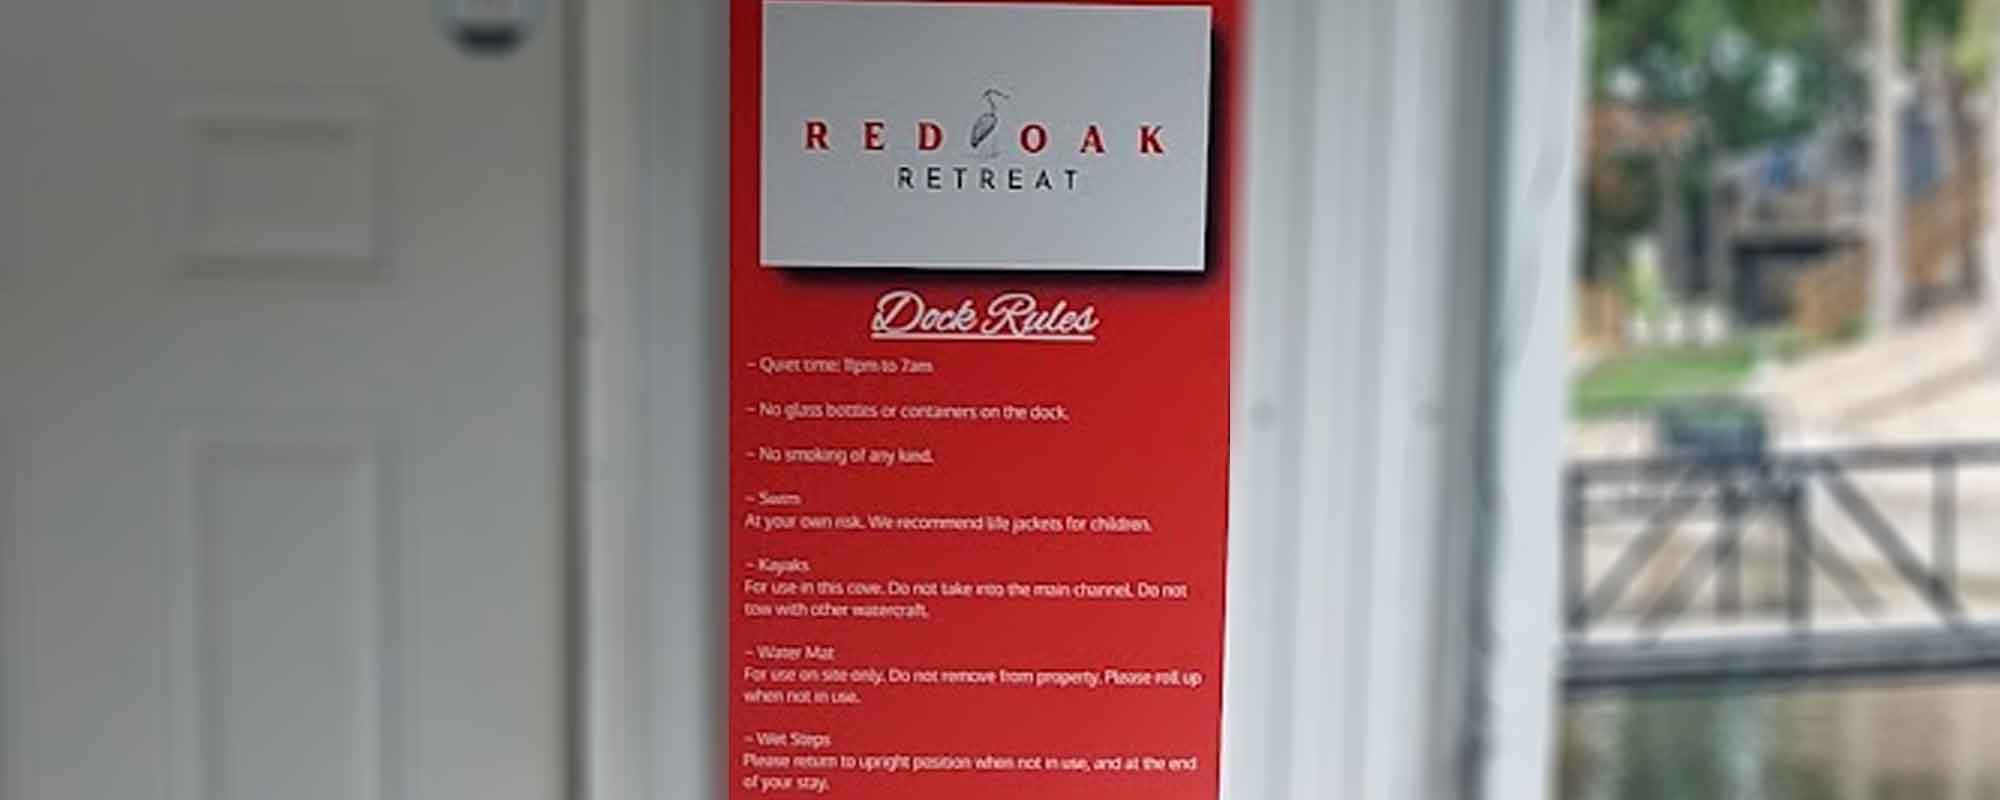 RED OAK
RETREAT
Dock Rules
- Quiet time: 11pm to 7am
- No glass bottles or containers on the dock.
- No smoking of any kind.
- Swim
At your own risk. We recommend life jackets for children.
- Kayaks
For use in this cove. Do not take into the main channel. Do not
tow with other watercraft.
- Water Mat
For use on site only. Do not remove from property. Please roll up
when not in use.
- Wet Steps
Please return to upright position when not in use, and at the end
of your stay.